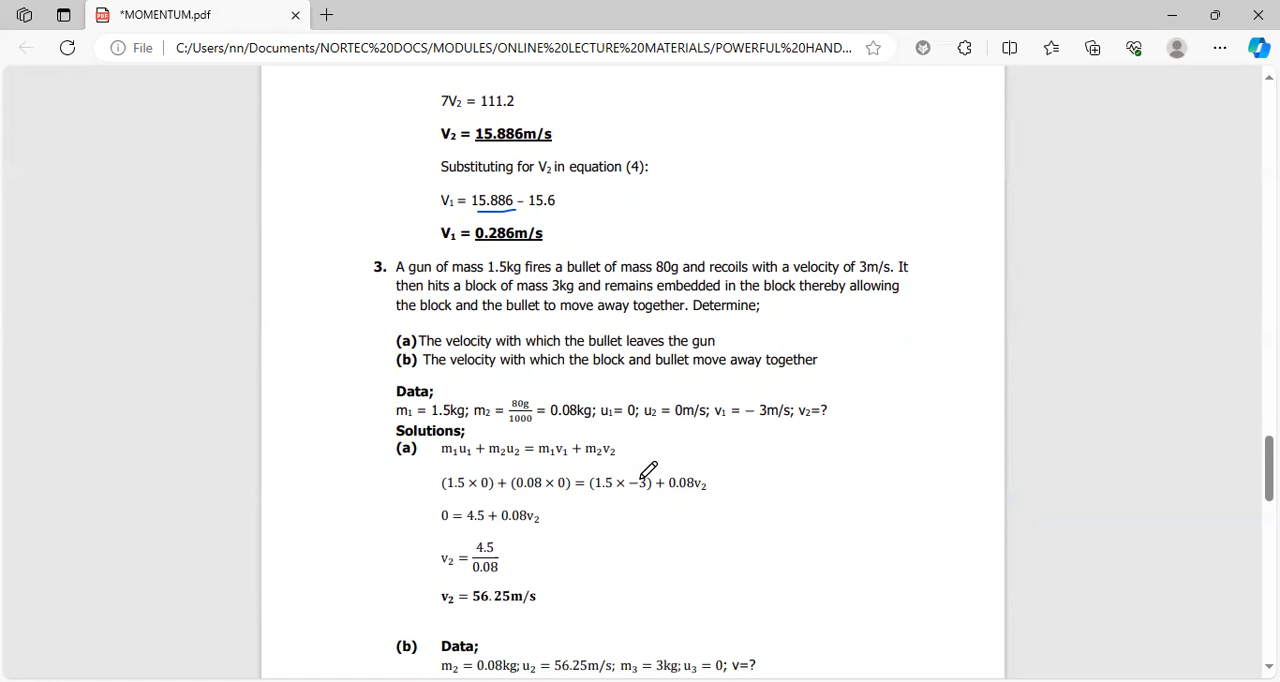 *MOMENTUM.pdf
File C:/Users/nn/Documents/NORTEC%20DOCS/MODULES/ONLINE%20LECTURE%20MATERIALS/POWERFUL%20HAND...
7V₂ = 111.2
V₂ = 15.886m/s
Substituting for V₂ in equation (4):
V₁ = 15.886 – 15.6
V₁ = 0.286m/s
3. A gun of mass 1.5kg fires a bullet of mass 80g and recoils with a velocity of 3m/s. It
then hits a block of mass 3kg and remains embedded in the block thereby allowing
the block and the bullet to move away together. Determine;
(a) The velocity with which the bullet leaves the gun
(b) The velocity with which the block and bullet move away together
Data;
m₁ = 1.5kg; m₂ = 80g/1000 = 0.08kg; u₁= 0; u₂ = 0m/s; v₁ = − 3m/s; v₂=?
Solutions;
(a) m₁u₁ + m₂u₂ = m₁v₁ + m₂v₂
(1.5 × 0) + (0.08 × 0) = (1.5 × −3) + 0.08v₂
0 = 4.5 + 0.08v₂
v₂ = 4.5/0.08
v₂ = 56.25m/s
(b) Data;
m₂ = 0.08kg; u₂ = 56.25m/s; m₃ = 3kg; u₃ = 0; v=?